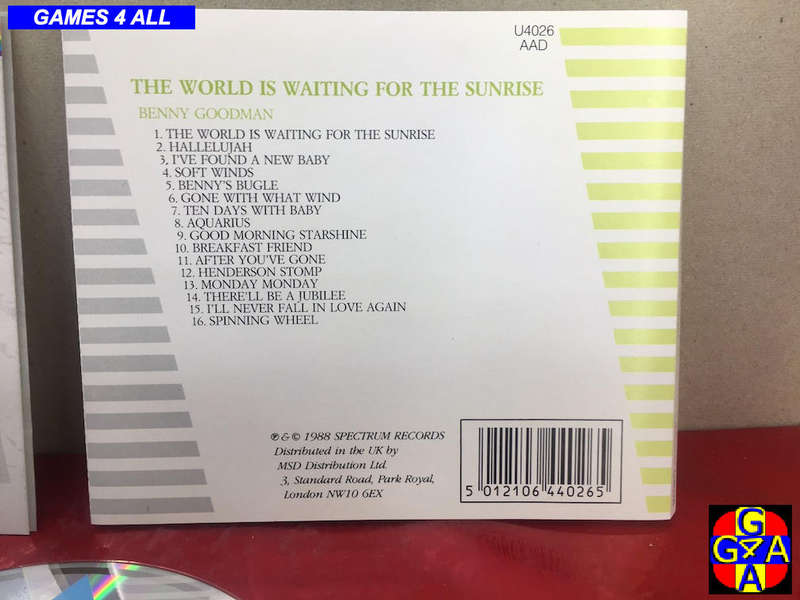 GAMES 4 ALL
U4026
AAD
THE WORLD IS WAITING FOR THE SUNRISE
BENNY GOODMAN
1. THE WORLD IS WAITING FOR THE SUNRISE
2. HALLELUJAH
3. I'VE FOUND A NEW BABY
4. SOFT WINDS
5. BENNY'S BUGLE
6. GONE WITH WHAT WIND
7. TEN DAYS WITH BABY
8. AQUARIUS
9. GOOD MORNING STARSHINE
10. BREAKFAST FRIEND
11. AFTER YOU'VE GONE
12. HENDERSON STOMP
13. MONDAY MONDAY
14. THERE'LL BE A JUBILEE
15. I'LL NEVER FALL IN LOVE AGAIN
16. SPINNING WHEEL
℗ & © 1988 SPECTRUM RECORDS
Distributed in the UK by
MSD Distribution Ltd.
3, Standard Road, Park Royal,
London NW10 6EX
5 012106 440265
G
G4A
A